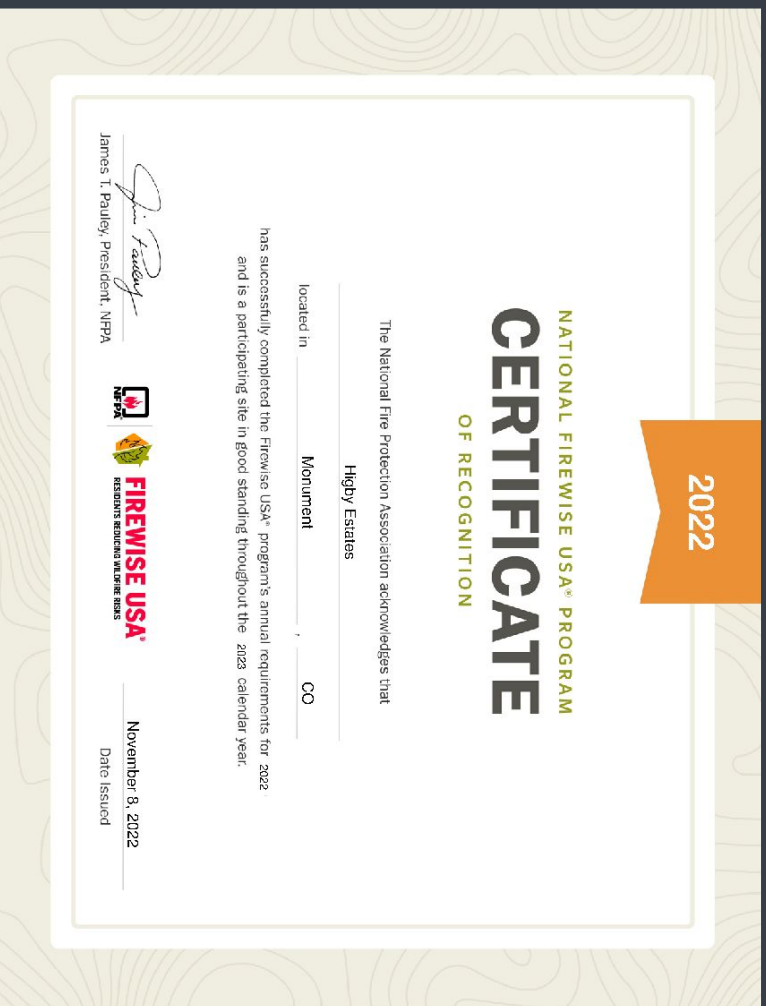 2022
NATIONAL FIREWISE USA® PROGRAM
CERTIFICATE
OF RECOGNITION
The National Fire Protection Association acknowledges that
Higby Estates
located in Monument , CO
has successfully completed the Firewise USA® program's annual requirements for 2022
and is a participating site in good standing throughout the 2023 calendar year.
Jim Pauley
James T. Pauley, President, NFPA
NFPA
FIREWISE USA®
RESIDENTS REDUCING WILDFIRE RISKS
November 8, 2022
Date Issued